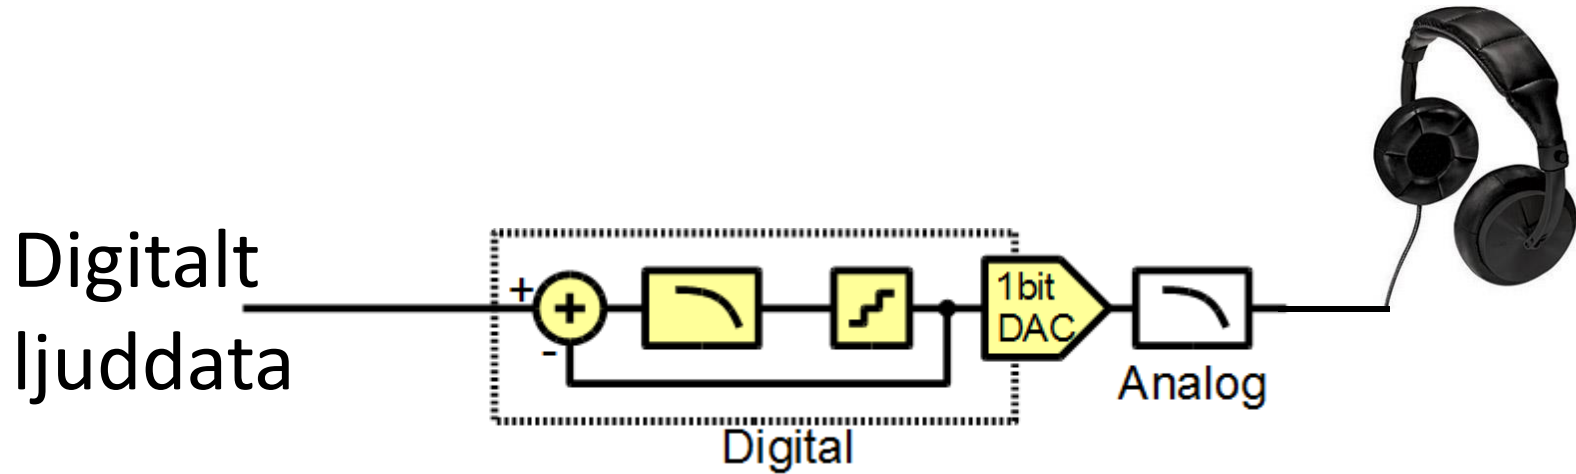 Digitalt
ljuddata
+
+
-
1bit
DAC
Analog
Digital